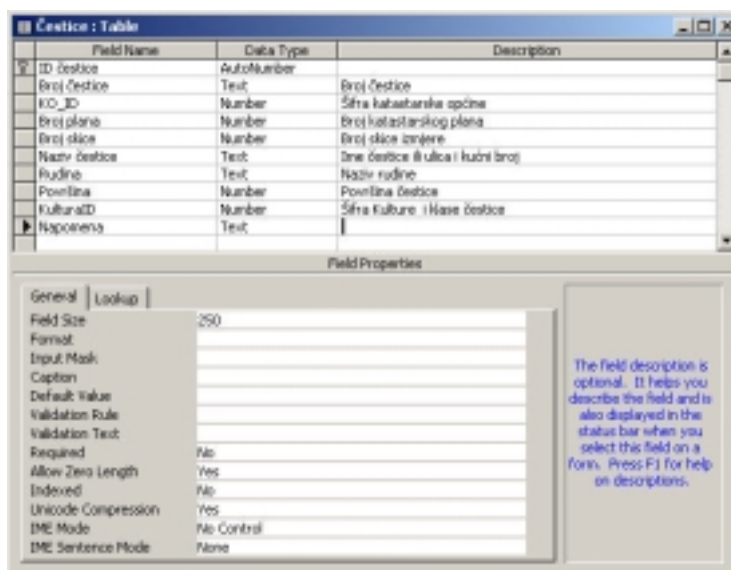 Čestice : Table
Field Name Data Type Description
ID čestice AutoNumber
Broj čestice Text Broj čestice
KO_ID Number Šifra katastarske općine
Broj plana Number Broj katastarskog plana
Broj skice Number Broj skice izmjere
Naziv čestice Text Ime čestice ili ulica i kućni broj
Rudina Text Naziv rudine
Površina Number Površina čestice
KulturaID Number Šifra Kulture i klase čestice
Napomena Text
Field Properties
General Lookup
Field Size 250
Format
Input Mask
Caption
Default Value
Validation Rule
Validation Text
Required No
Allow Zero Length Yes
Indexed No
Unicode Compression Yes
IME Mode No Control
IME Sentence Mode None
The field description is
optional. It helps you
describe the field and is
also displayed in the
status bar when you
select this field on a
form. Press F1 for help
on descriptions.